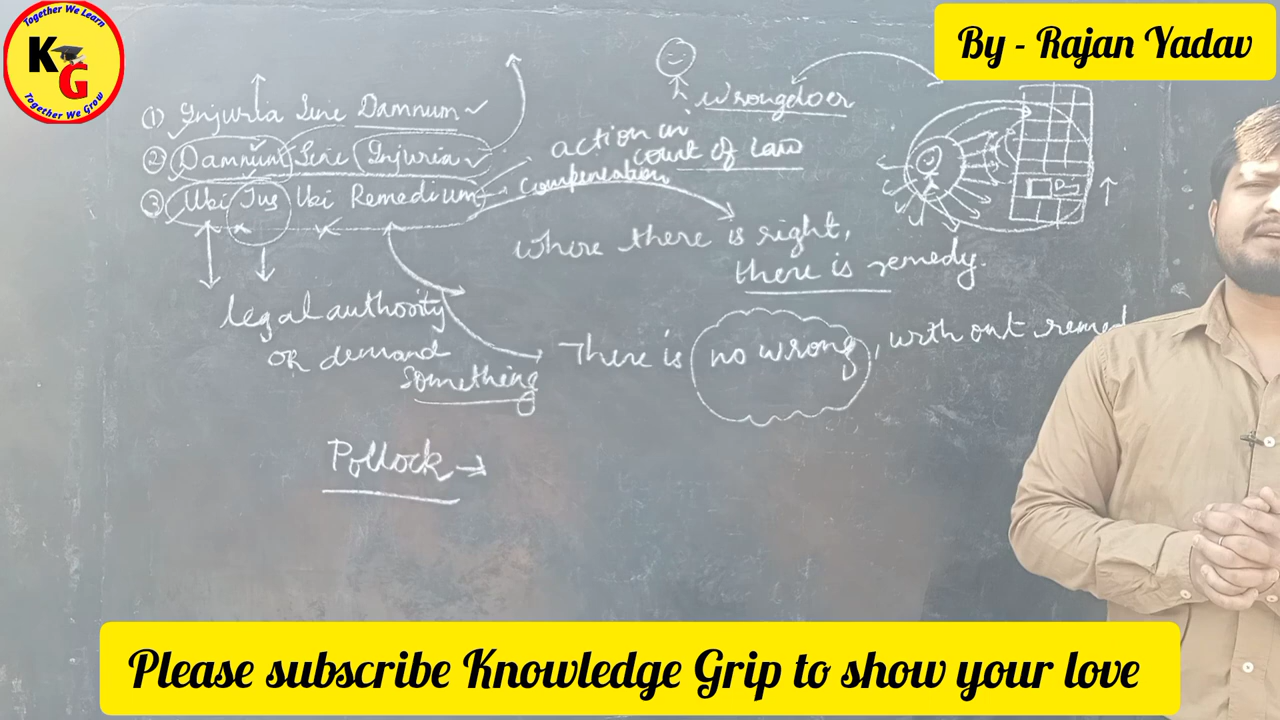 Together We Learn
KG
Together We Grow
By - Rajan Yadav
(1) Injuria Sine Damnum
(2) Damnum Sine Injuria
(3) Ubi Jus Ubi Remedium
wrongdoer
action in
court of law
compensation
where there is right,
there is remedy.
legal authority
or demand
something
There is no wrong, with out remed
Pollock →
Please subscribe Knowledge Grip to show your love